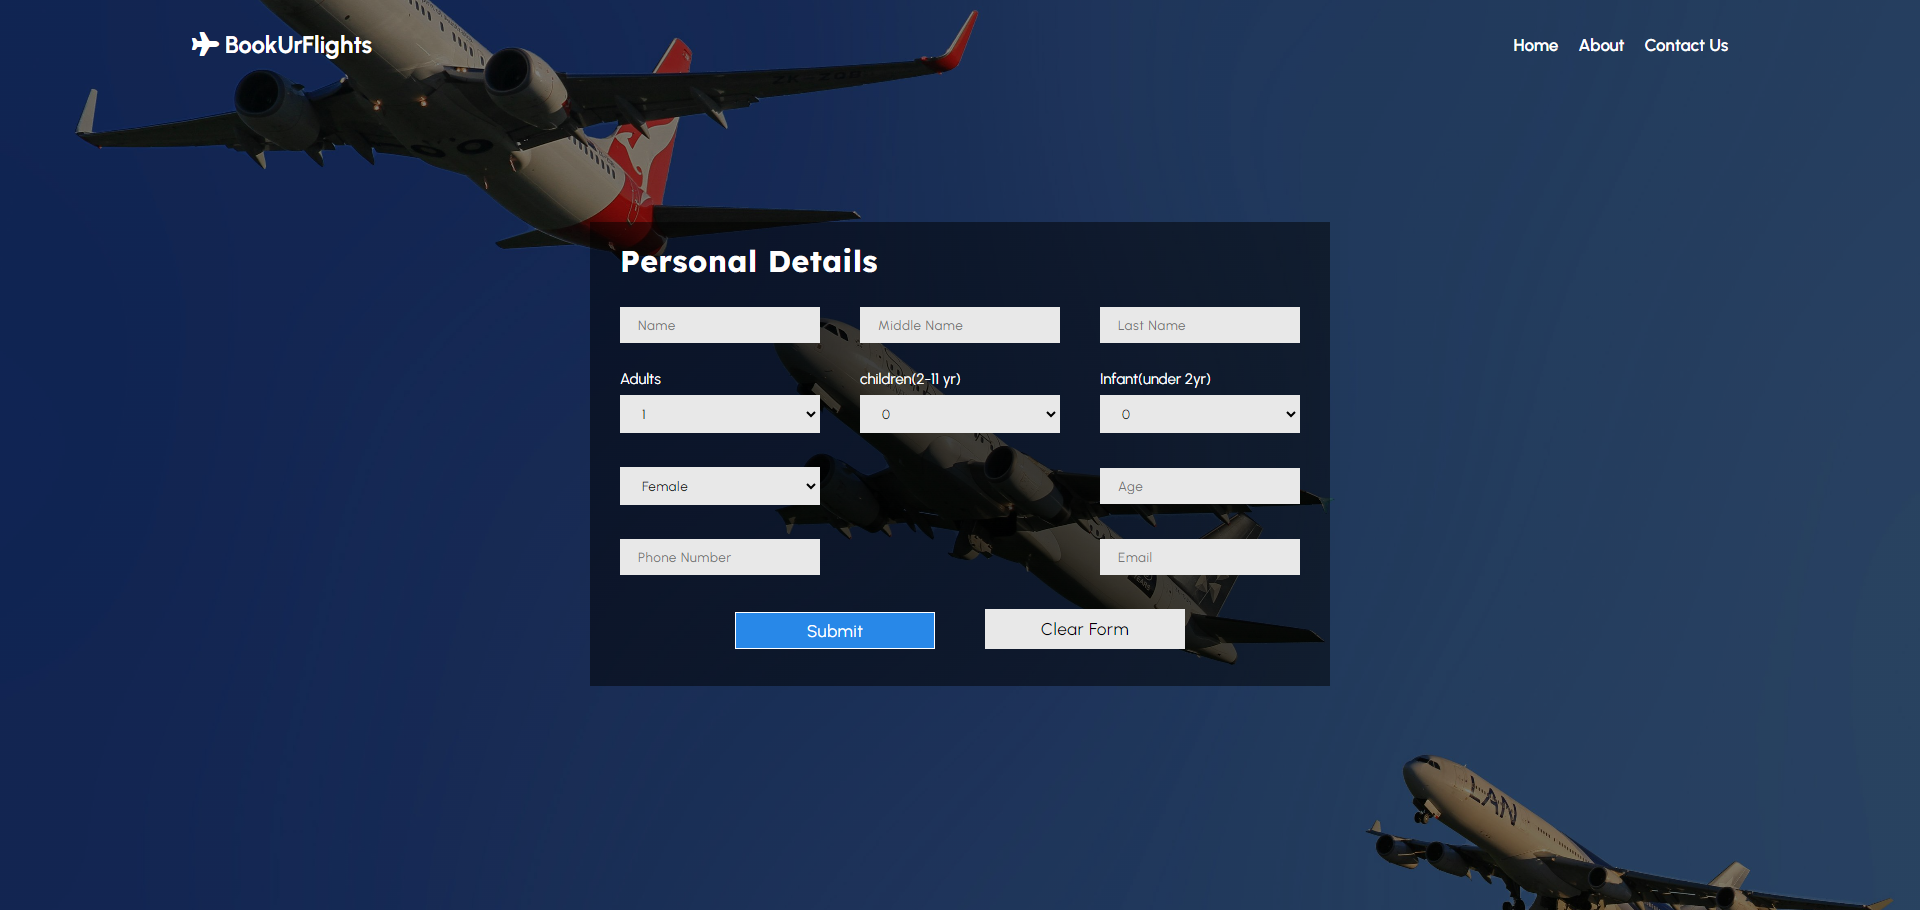 BookUrFlights
Home About Contact Us
Personal Details
Name Middle Name Last Name
Adults children(2-11 yr) Infant(under 2yr)
1 0 0
Female Age
Phone Number Email
Submit Clear Form
LAN